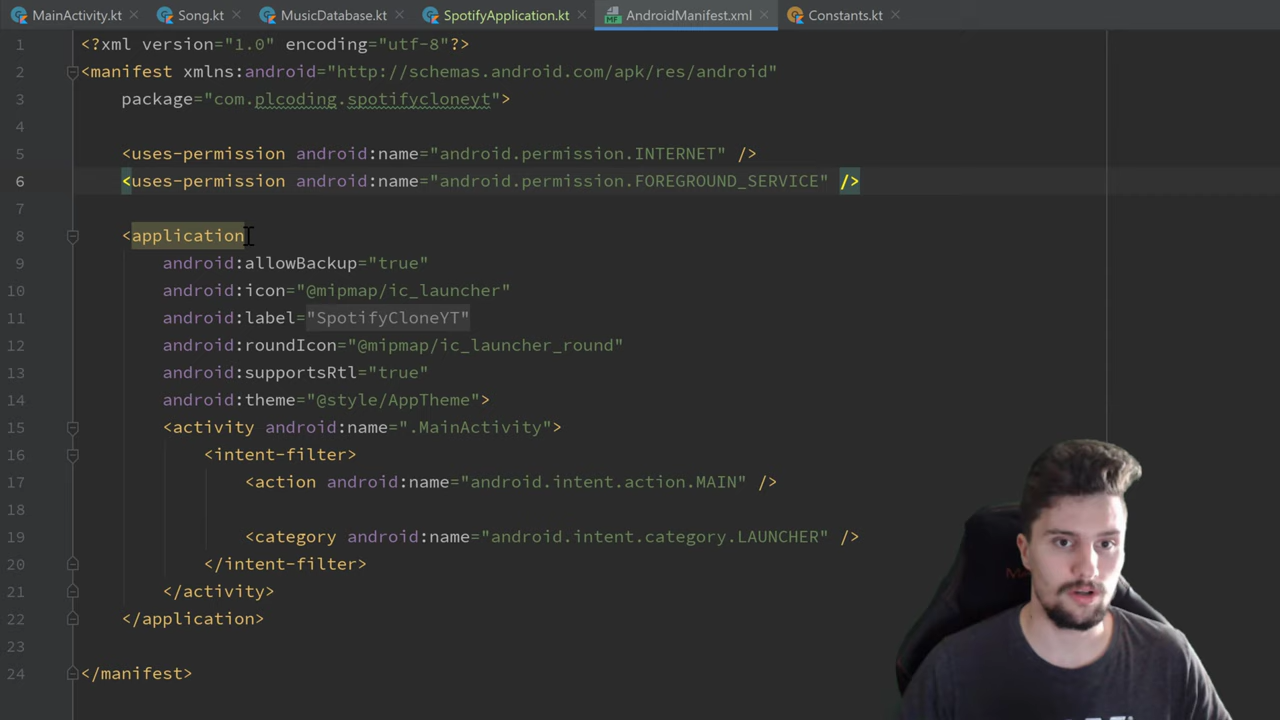 MainActivity.kt Song.kt MusicDatabase.kt SpotifyApplication.kt AndroidManifest.xml Constants.kt
1 <?xml version="1.0" encoding="utf-8"?>
2 <manifest xmlns:android="http://schemas.android.com/apk/res/android"
3 package="com.plcoding.spotifycloneyt">
4
5 <uses-permission android:name="android.permission.INTERNET" />
6 <uses-permission android:name="android.permission.FOREGROUND_SERVICE" />
7
8 <application
9 android:allowBackup="true"
10 android:icon="@mipmap/ic_launcher"
11 android:label="SpotifyCloneYT"
12 android:roundIcon="@mipmap/ic_launcher_round"
13 android:supportsRtl="true"
14 android:theme="@style/AppTheme">
15 <activity android:name=".MainActivity">
16 <intent-filter>
17 <action android:name="android.intent.action.MAIN" />
18
19 <category android:name="android.intent.category.LAUNCHER" />
20 </intent-filter>
21 </activity>
22 </application>
23
24 </manifest>